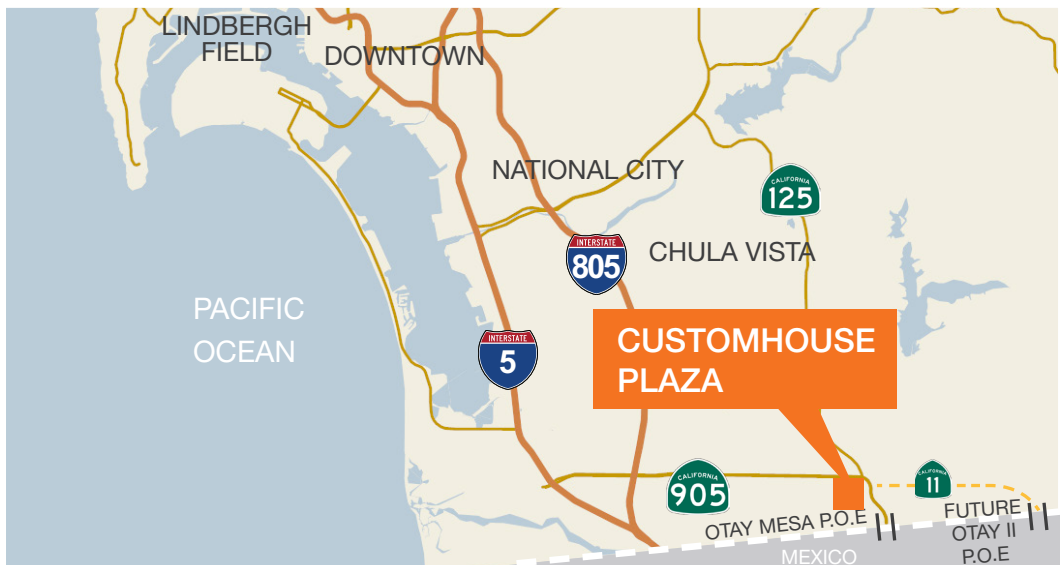 LINDBERGH
FIELD
DOWNTOWN
NATIONAL CITY
CALIFORNIA
125
INTERSTATE
805
CHULA VISTA
PACIFIC
OCEAN
INTERSTATE
5
CUSTOMHOUSE
PLAZA
CALIFORNIA
905
CALIFORNIA
11
OTAY MESA P.O.E
FUTURE
OTAY II
P.O.E
MEXICO